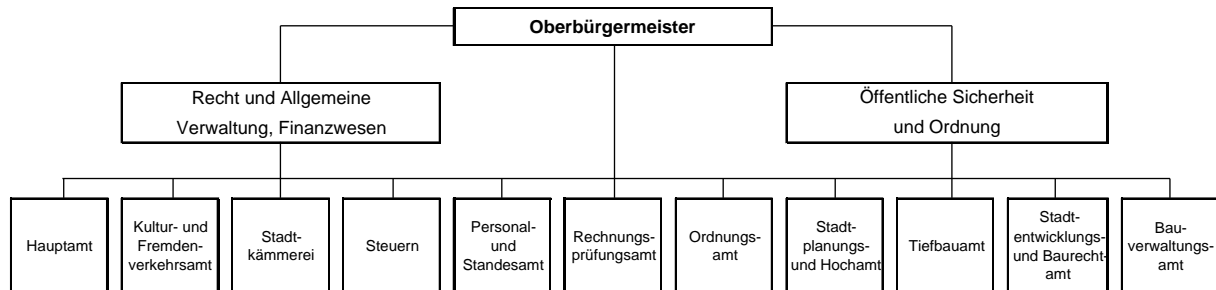 Oberbürgermeister
Recht und Allgemeine
Verwaltung, Finanzwesen
Öffentliche Sicherheit
und Ordnung
Hauptamt
Kultur- und
Fremden-
verkehrsamt
Stadt-
kämmerei
Steuern
Personal-
und
Standesamt
Rechnungs-
prüfungsamt
Ordnungs-
amt
Stadt-
planungs-
und Hochamt
Tiefbauamt
Stadt-
entwicklungs-
und Baurecht-
amt
Bau-
verwaltungs-
amt